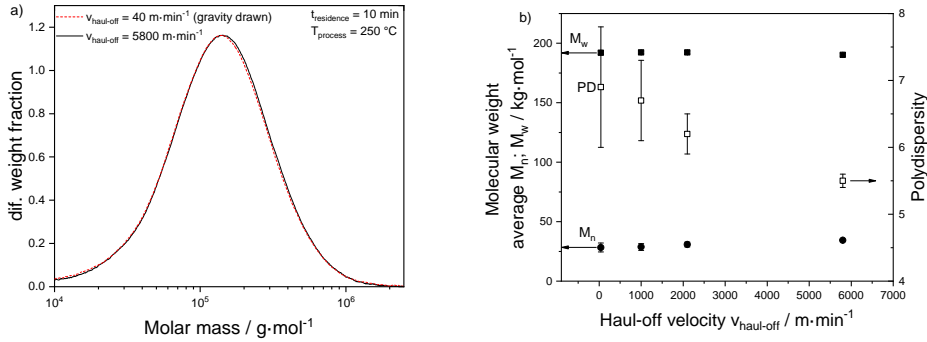 a)
v_haul-off = 40 m·min⁻¹ (gravity drawn)
v_haul-off = 5800 m·min⁻¹
t_residence = 10 min
T_process = 250 °C
1.2
1.0
0.8
0.6
0.4
0.2
0.0
dif. weight fraction
10⁴
10⁵
10⁶
Molar mass / g·mol⁻¹
b)
M_w
PD
M_n
200
150
100
50
25
0
Molecular weight
average M_n; M_w / kg·mol⁻¹
8
7
6
5
4
Polydispersity
0
1000
2000
3000
4000
5000
6000
7000
Haul-off velocity v_haul-off / m·min⁻¹